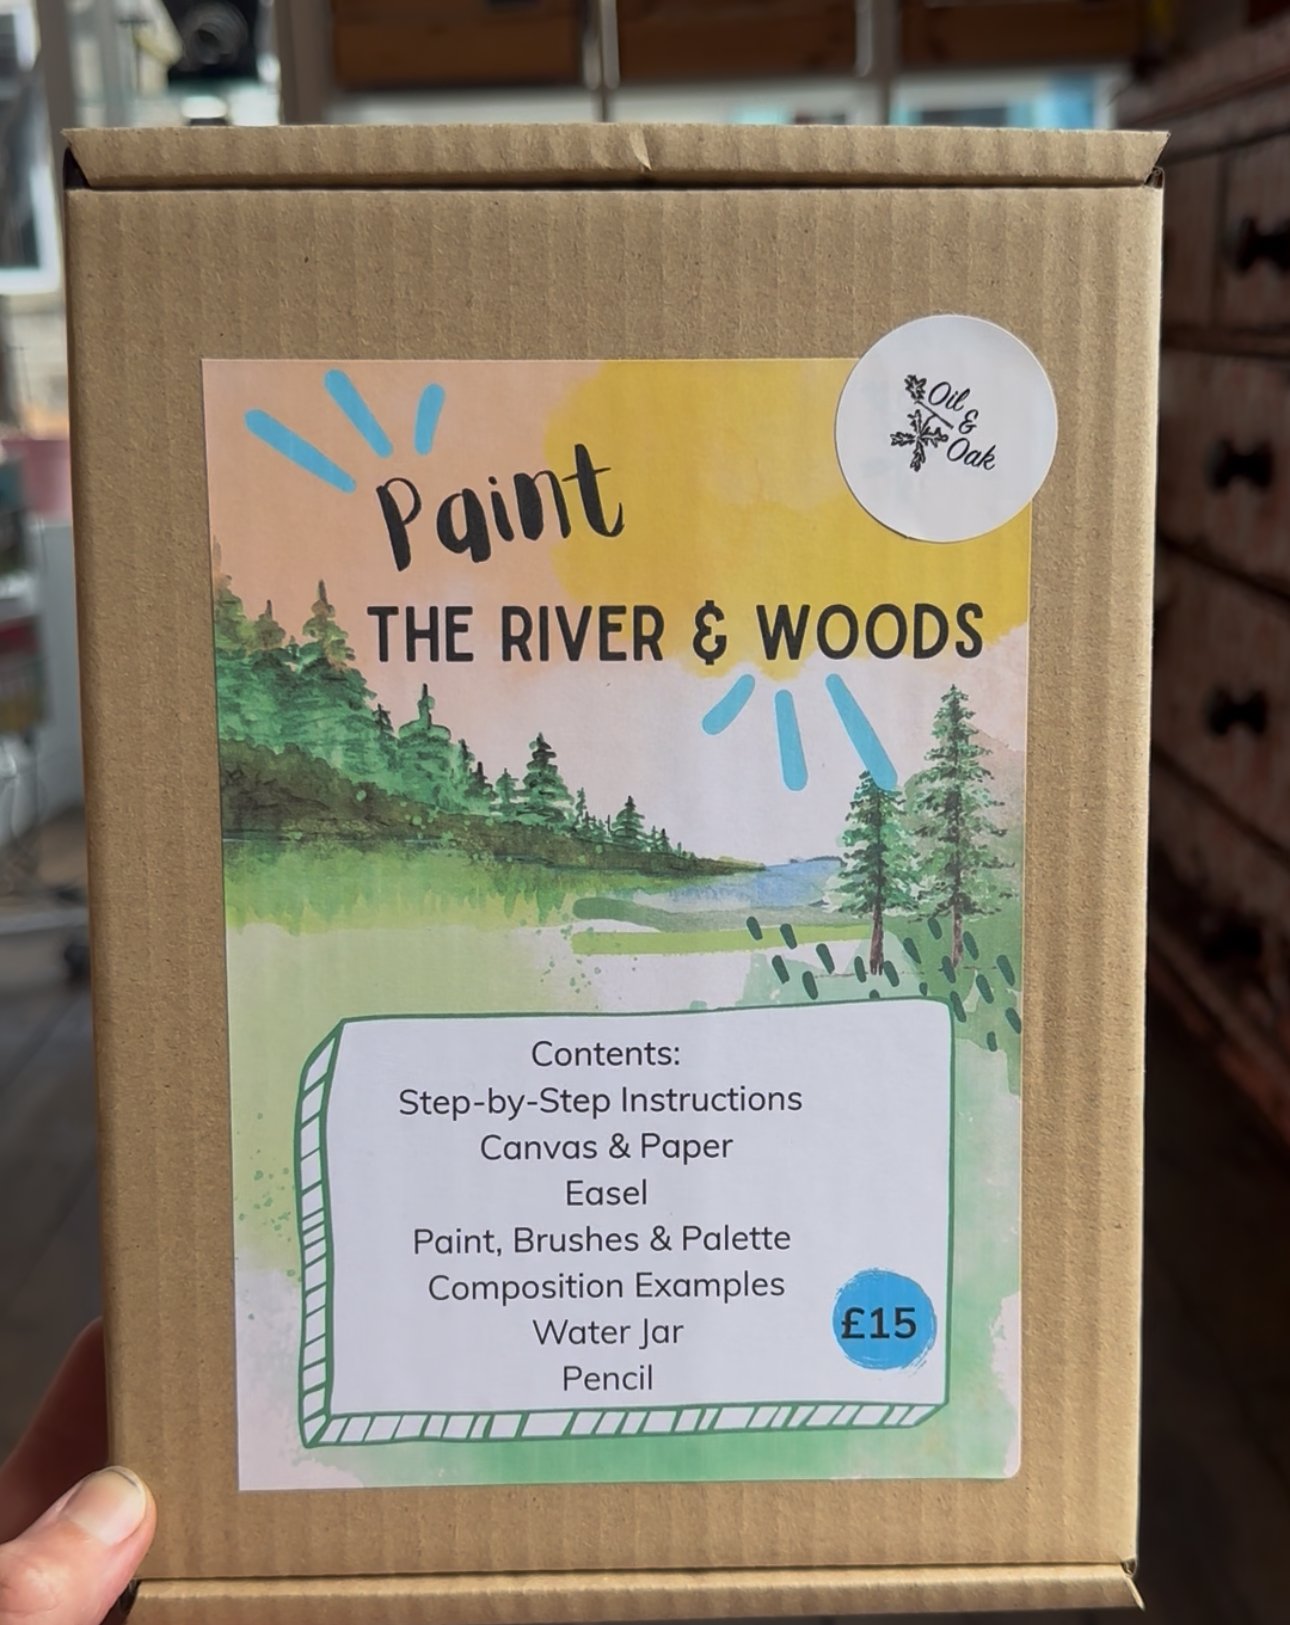 Oil
&
Oak
Paint
THE RIVER & WOODS
Contents:
Step-by-Step Instructions
Canvas & Paper
Easel
Paint, Brushes & Palette
Composition Examples
Water Jar
Pencil
£15